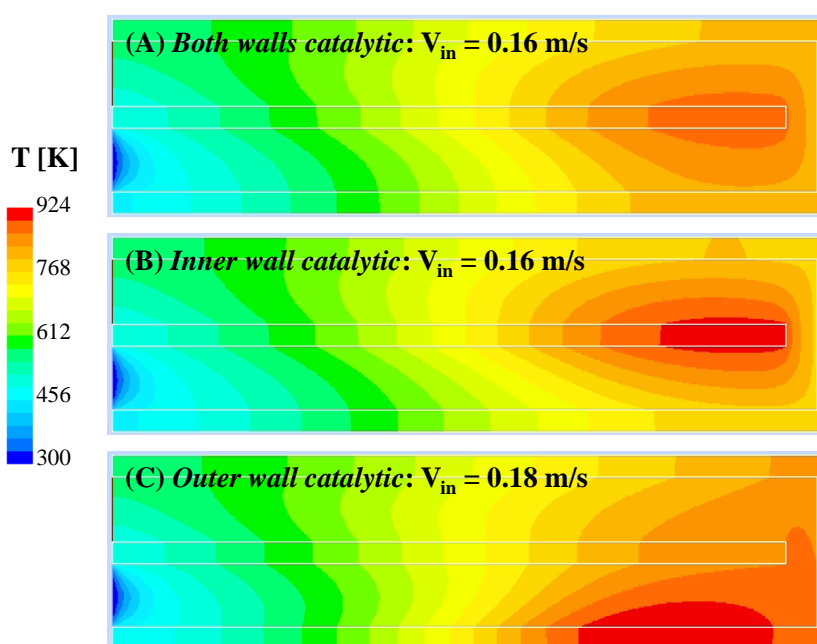 (A) Both walls catalytic: Vin = 0.16 m/s
T [K]
924
768
612
456
300
(B) Inner wall catalytic: Vin = 0.16 m/s
(C) Outer wall catalytic: Vin = 0.18 m/s